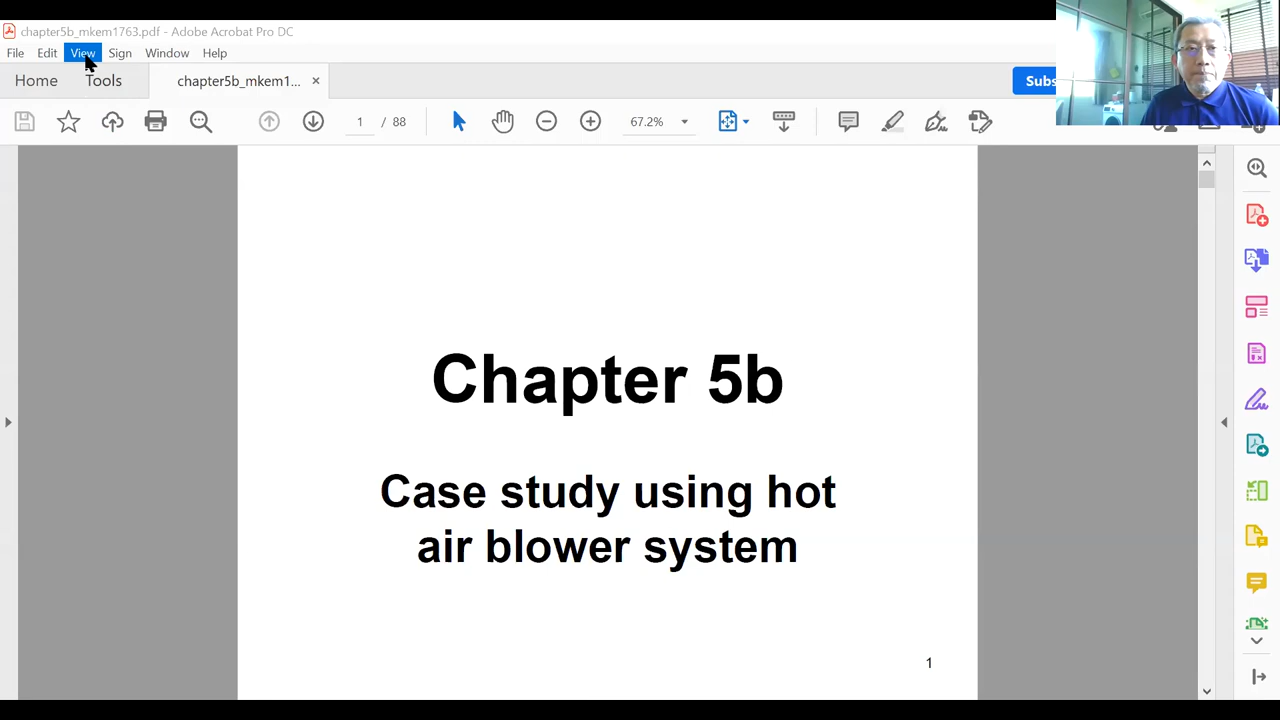 chapter5b_mkem1763.pdf - Adobe Acrobat Pro DC
File Edit View Sign Window Help
Home Tools chapter5b_mkem1... ×
1 / 88 67.2%
Subs
Chapter 5b
Case study using hot
air blower system
1